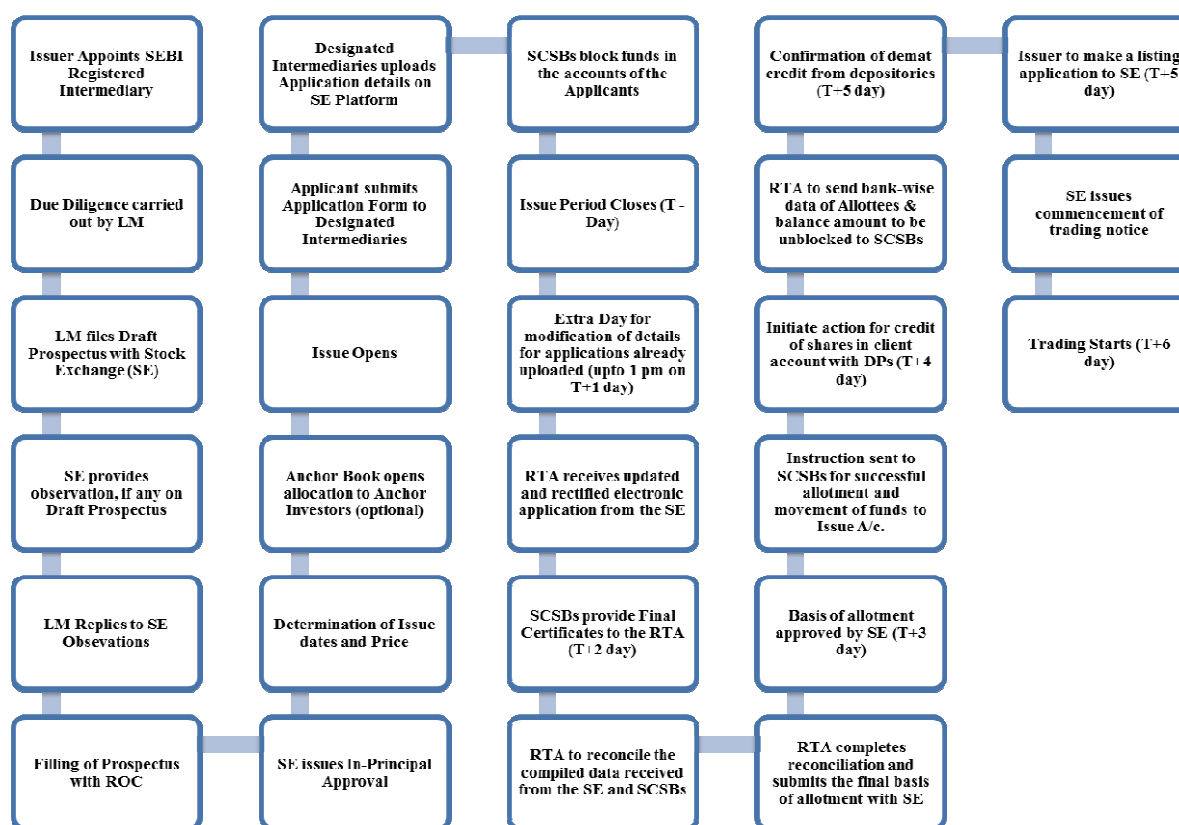 Issuer Appoints SEBI
Registered
Intermediary
Due Diligence carried
out by LM
LM files Draft
Prospectus with Stock
Exchange (SE)
SE provides
observation, if any on
Draft Prospectus
LM Replies to SE
Obsevations
Filling of Prospectus
with ROC
SE issues In-Principal
Approval
Determination of Issue
dates and Price
Anchor Book opens
allocation to Anchor
Investors (optional)
Issue Opens
Applicant submits
Application Form to
Designated
Intermediaries
Designated
Intermediaries uploads
Application details on
SE Platform
SCSBs block funds in
the accounts of the
Applicants
Issue Period Closes (T -
Day)
Extra Day for
modification of details
for applications already
uploaded (upto 1 pm on
T+1 day)
RTA receives updated
and rectified electronic
application from the SE
SCSBs provide Final
Certificates to the RTA
(T+2 day)
RTA to reconcile the
compiled data received
from the SE and SCSBs
RTA completes
reconciliation and
submits the final basis
of allotment with SE
Basis of allotment
approved by SE (T+3
day)
Instruction sent to
SCSBs for successful
allotment and
movement of funds to
Issue A/c.
Initiate action for credit
of shares in client
account with DPs (T+4
day)
RTA to send bank-wise
data of Allottees &
balance amount to be
unblocked to SCSBs
Confirmation of demat
credit from depositories
(T+5 day)
Issuer to make a listing
application to SE (T+5
day)
SE issues
commencement of
trading notice
Trading Starts (T+6
day)